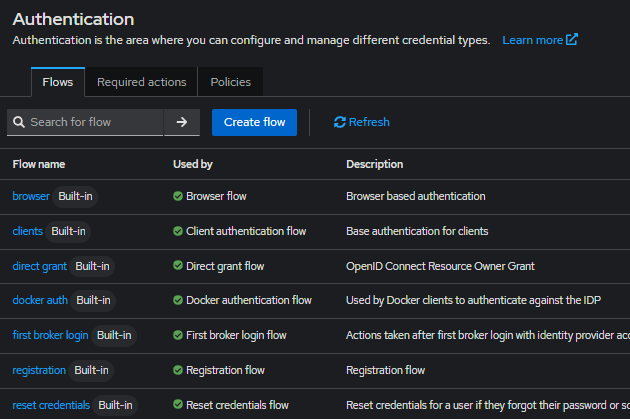 Authentication
Authentication is the area where you can configure and manage different credential types. Learn more
Flows Required actions Policies
Search for flow Create flow Refresh
Flow name Used by Description
browser Built-in Browser flow Browser based authentication
clients Built-in Client authentication flow Base authentication for clients
direct grant Built-in Direct grant flow OpenID Connect Resource Owner Grant
docker auth Built-in Docker authentication flow Used by Docker clients to authenticate against the IDP
first broker login Built-in First broker login flow Actions taken after first broker login with identity provider
registration Built-in Registration flow Registration flow
reset credentials Built-in Reset credentials flow Reset credentials for a user if they forgot their password or